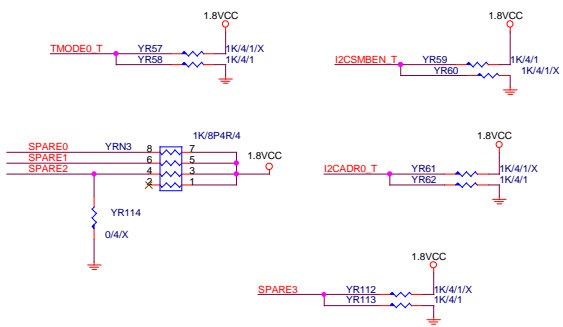 1.8VCC
TMODE0_T YR57 1K/4/1/X
YR58 1K/4/1
1.8VCC
I2CSMBEN_T YR59 1K/4/1
YR60 1K/4/1/X
1K/8P4R/4
SPARE0 YRN3 8 7
SPARE1 6 5
SPARE2 4 3
2 1
1.8VCC
YR114
0/4/X
1.8VCC
I2CADR0_T YR61 1K/4/1/X
YR62 1K/4/1
1.8VCC
SPARE3 YR112 1K/4/1/X
YR113 1K/4/1